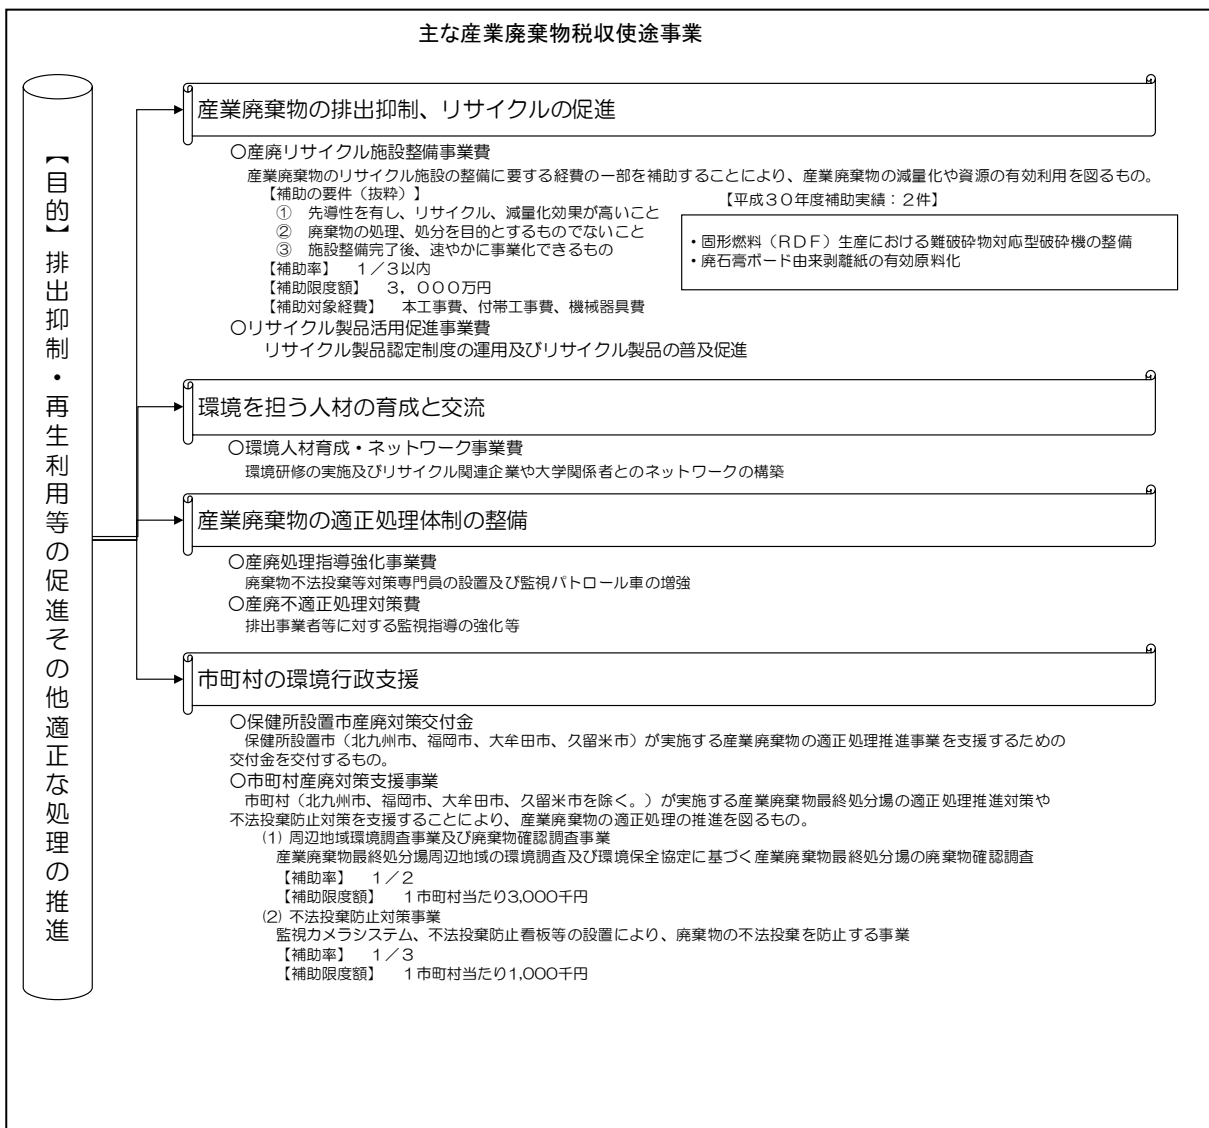 主な産業廃棄物税収使途事業
【目的】排出抑制・再生利用等の促進その他適正な処理の推進
産業廃棄物の排出抑制、リサイクルの促進
〇産廃リサイクル施設整備事業費
産業廃棄物のリサイクル施設の整備に要する経費の一部を補助することにより、産業廃棄物の減量化や資源の有効利用を図るもの。
【補助の要件（抜粋）】
① 先導性を有し、リサイクル、減量化効果が高いこと
② 廃棄物の処理、処分を目的とするものでないこと
③ 施設整備完了後、速やかに事業化できるもの
【補助率】 １／３以内
【補助限度額】 ３，０００万円
【補助対象経費】 本工事費、付帯工事費、機械器具費
【平成３０年度補助実績：２件】
・固形燃料（ＲＤＦ）生産における難破砕物対応型破砕機の整備
・廃石膏ボード由来剥離紙の有効原料化
〇リサイクル製品活用促進事業費
リサイクル製品認定制度の運用及びリサイクル製品の普及促進
環境を担う人材の育成と交流
〇環境人材育成・ネットワーク事業費
環境研修の実施及びリサイクル関連企業や大学関係者とのネットワークの構築
産業廃棄物の適正処理体制の整備
〇産廃処理指導強化事業費
廃棄物不法投棄等対策専門員の設置及び監視パトロール車の増強
〇産廃不適正処理対策費
排出事業者等に対する監視指導の強化等
市町村の環境行政支援
〇保健所設置市産廃対策交付金
保健所設置市（北九州市、福岡市、大牟田市、久留米市）が実施する産業廃棄物の適正処理推進事業を支援するための
交付金を交付するもの。
〇市町村産廃対策支援事業
市町村（北九州市、福岡市、大牟田市、久留米市を除く。）が実施する産業廃棄物最終処分場の適正処理推進対策や
不法投棄防止対策を支援することにより、産業廃棄物の適正処理の推進を図るもの。
(1) 周辺地域環境調査事業及び廃棄物確認調査事業
産業廃棄物最終処分場周辺地域の環境調査及び環境保全協定に基づく産業廃棄物最終処分場の廃棄物確認調査
【補助率】 １／２
【補助限度額】 １市町村当たり3,000千円
(2) 不法投棄防止対策事業
監視カメラシステム、不法投棄防止看板等の設置により、廃棄物の不法投棄を防止する事業
【補助率】 １／３
【補助限度額】 １市町村当たり1,000千円